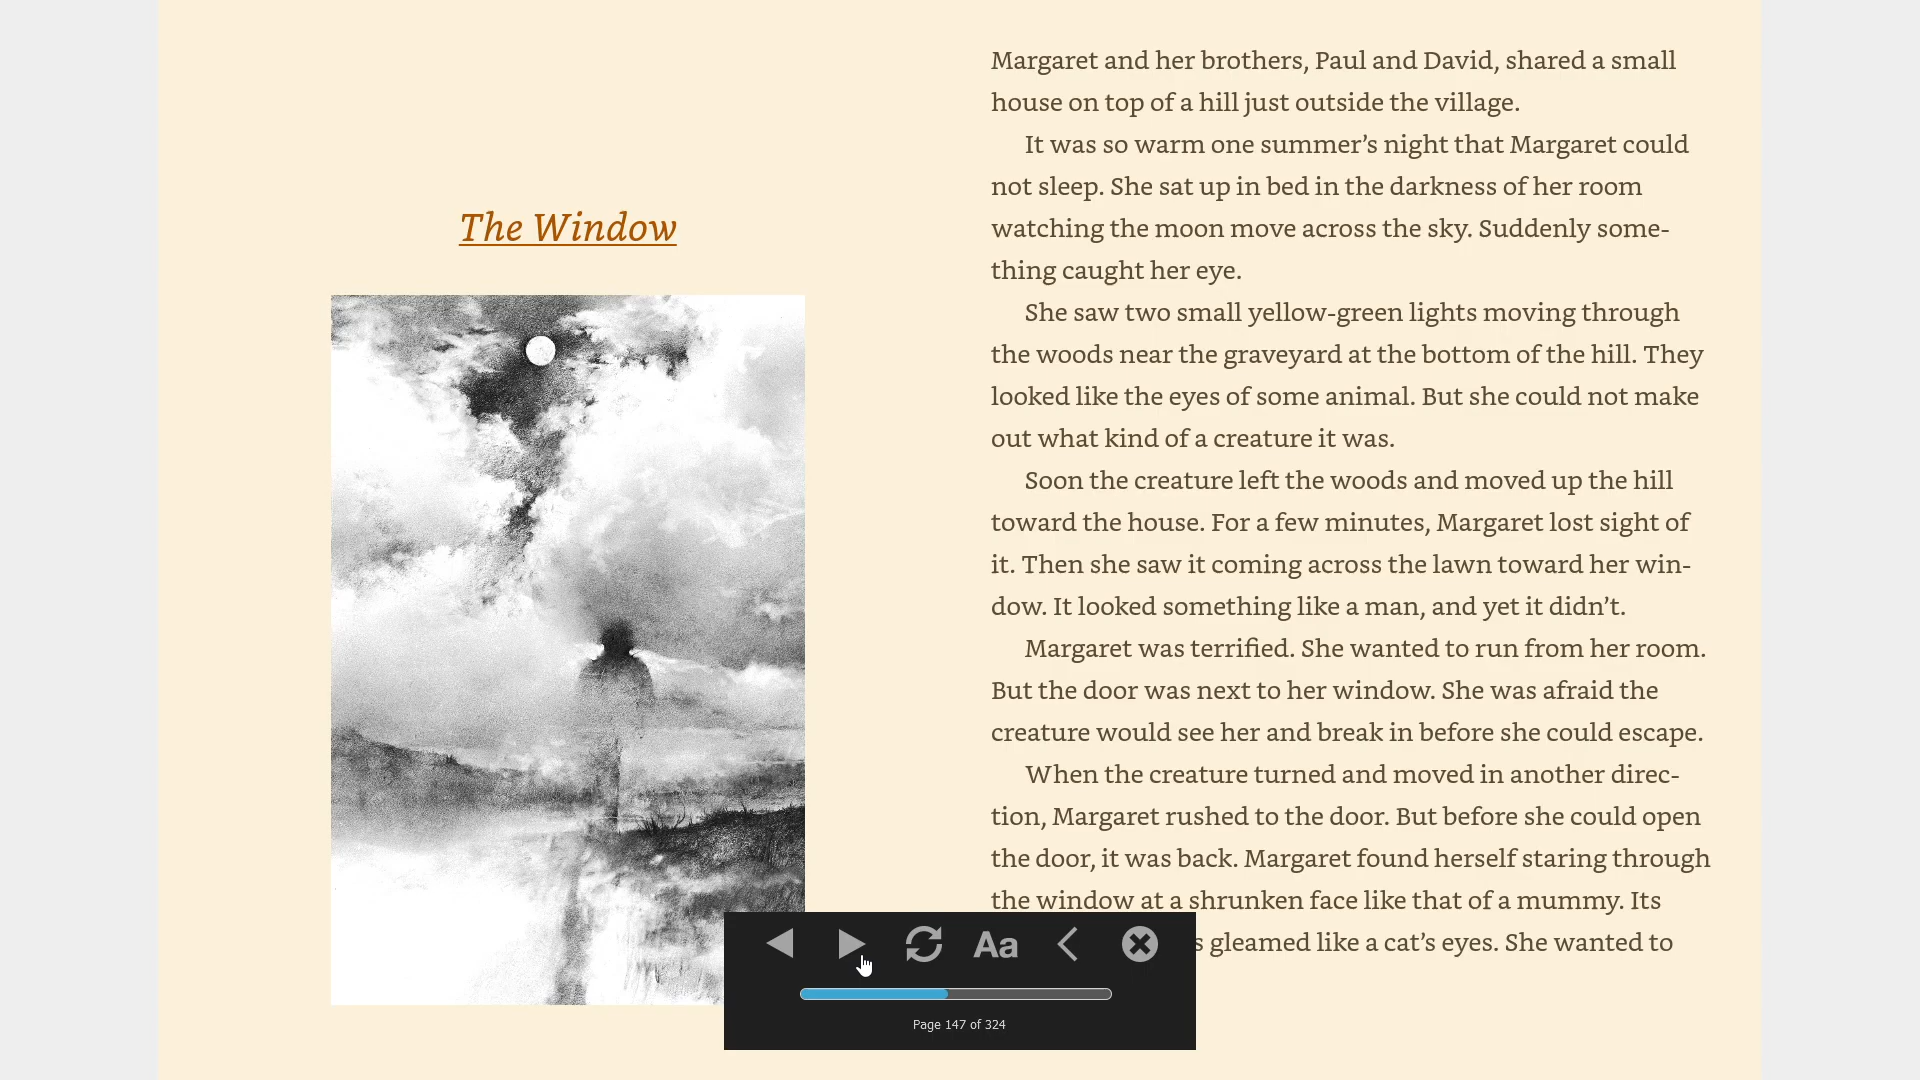 The Window
Margaret and her brothers, Paul and David, shared a small
house on top of a hill just outside the village.
It was so warm one summer’s night that Margaret could
not sleep. She sat up in bed in the darkness of her room
watching the moon move across the sky. Suddenly some-
thing caught her eye.
She saw two small yellow-green lights moving through
the woods near the graveyard at the bottom of the hill. They
looked like the eyes of some animal. But she could not make
out what kind of a creature it was.
Soon the creature left the woods and moved up the hill
toward the house. For a few minutes, Margaret lost sight of
it. Then she saw it coming across the lawn toward her win-
dow. It looked something like a man, and yet it didn’t.
Margaret was terrified. She wanted to run from her room.
But the door was next to her window. She was afraid the
creature would see her and break in before she could escape.
When the creature turned and moved in another direc-
tion, Margaret rushed to the door. But before she could open
the door, it was back. Margaret found herself staring through
the window at a shrunken face like that of a mummy. Its
gleamed like a cat’s eyes. She wanted to
Aa
Page 147 of 324